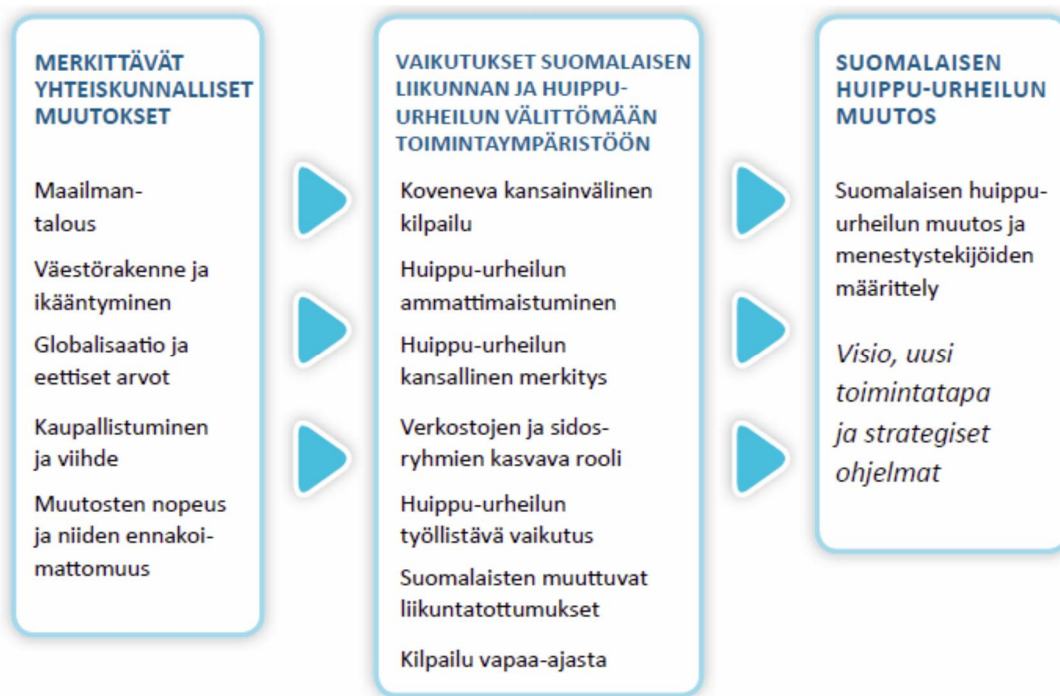 MERKITTÄVÄT
YHTEISKUNNALLISET
MUUTOKSET
Maailman-
talous
Väestörakenne ja
ikääntyminen
Globalisaatio ja
eettiset arvot
Kaupallistuminen
ja viihde
Muutosten nopeus
ja niiden ennakoi-
mattomuus
VAIKUTUKSET SUOMALAISEN
LIIKUNNAN JA HUIPPU-
URHEILUN VÄLITTÖMÄÄN
TOIMINTAYMPÄRISTÖÖN
Koveneva kansainvälinen
kilpailu
Huippu-urheilun
ammattimaistuminen
Huippu-urheilun
kansallinen merkitys
Verkostojen ja sidos-
ryhmien kasvava rooli
Huippu-urheilun
työllistävä vaikutus
Suomalaisten muuttuvat
liikuntatottumukset
Kilpailu vapaa-ajasta
SUOMALAISEN
HUIPPU-URHEILUN
MUUTOS
Suomalaisen huippu-
urheilun muutos ja
menestystekijöiden
määrittely
Visio, uusi
toimintatapa
ja strategiset
ohjelmat